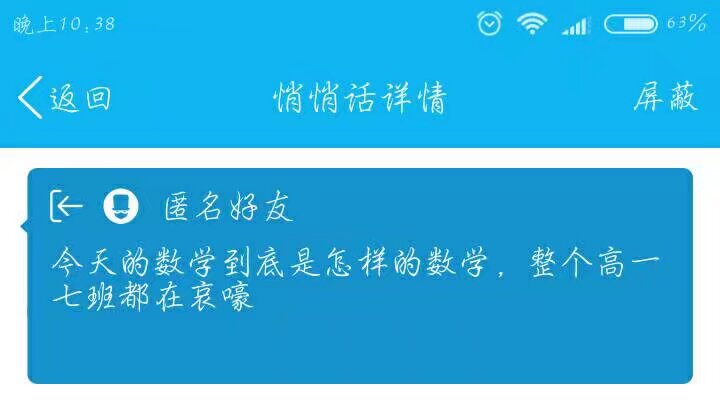 晚上10:38
63%
返回
悄悄话详情
屏蔽
匿名好友
今天的数学到底是怎样的数学，整个高一
七班都在哀嚎